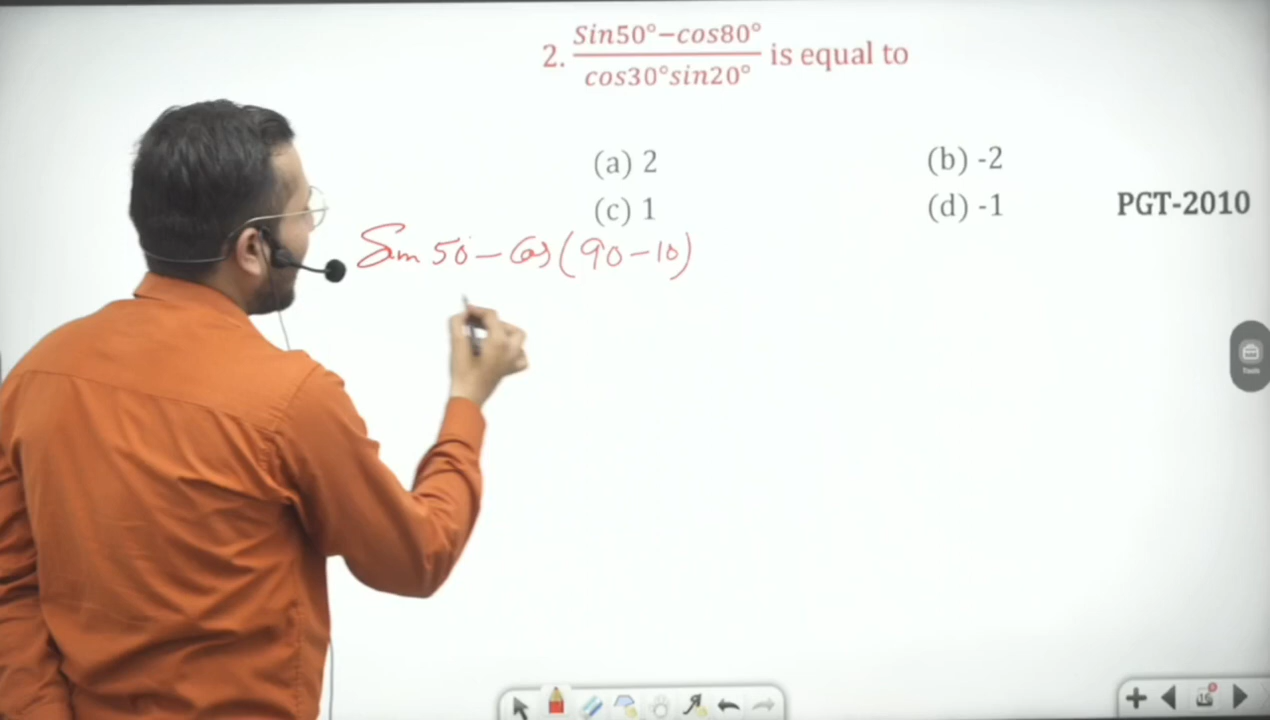 2. Sin50°−cos80° / cos30°sin20° is equal to
(a) 2
(b) -2
(c) 1
(d) -1
PGT-2010
Sin 50 − Cos (90 − 10)
Tools